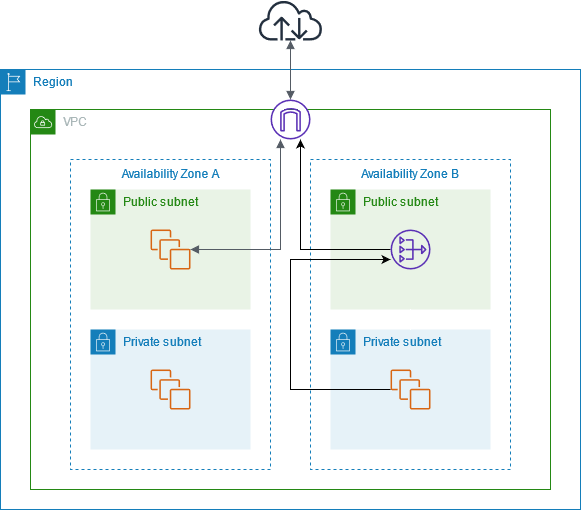 Region
VPC
Availability Zone A
Availability Zone B
Public subnet
Public subnet
Private subnet
Private subnet